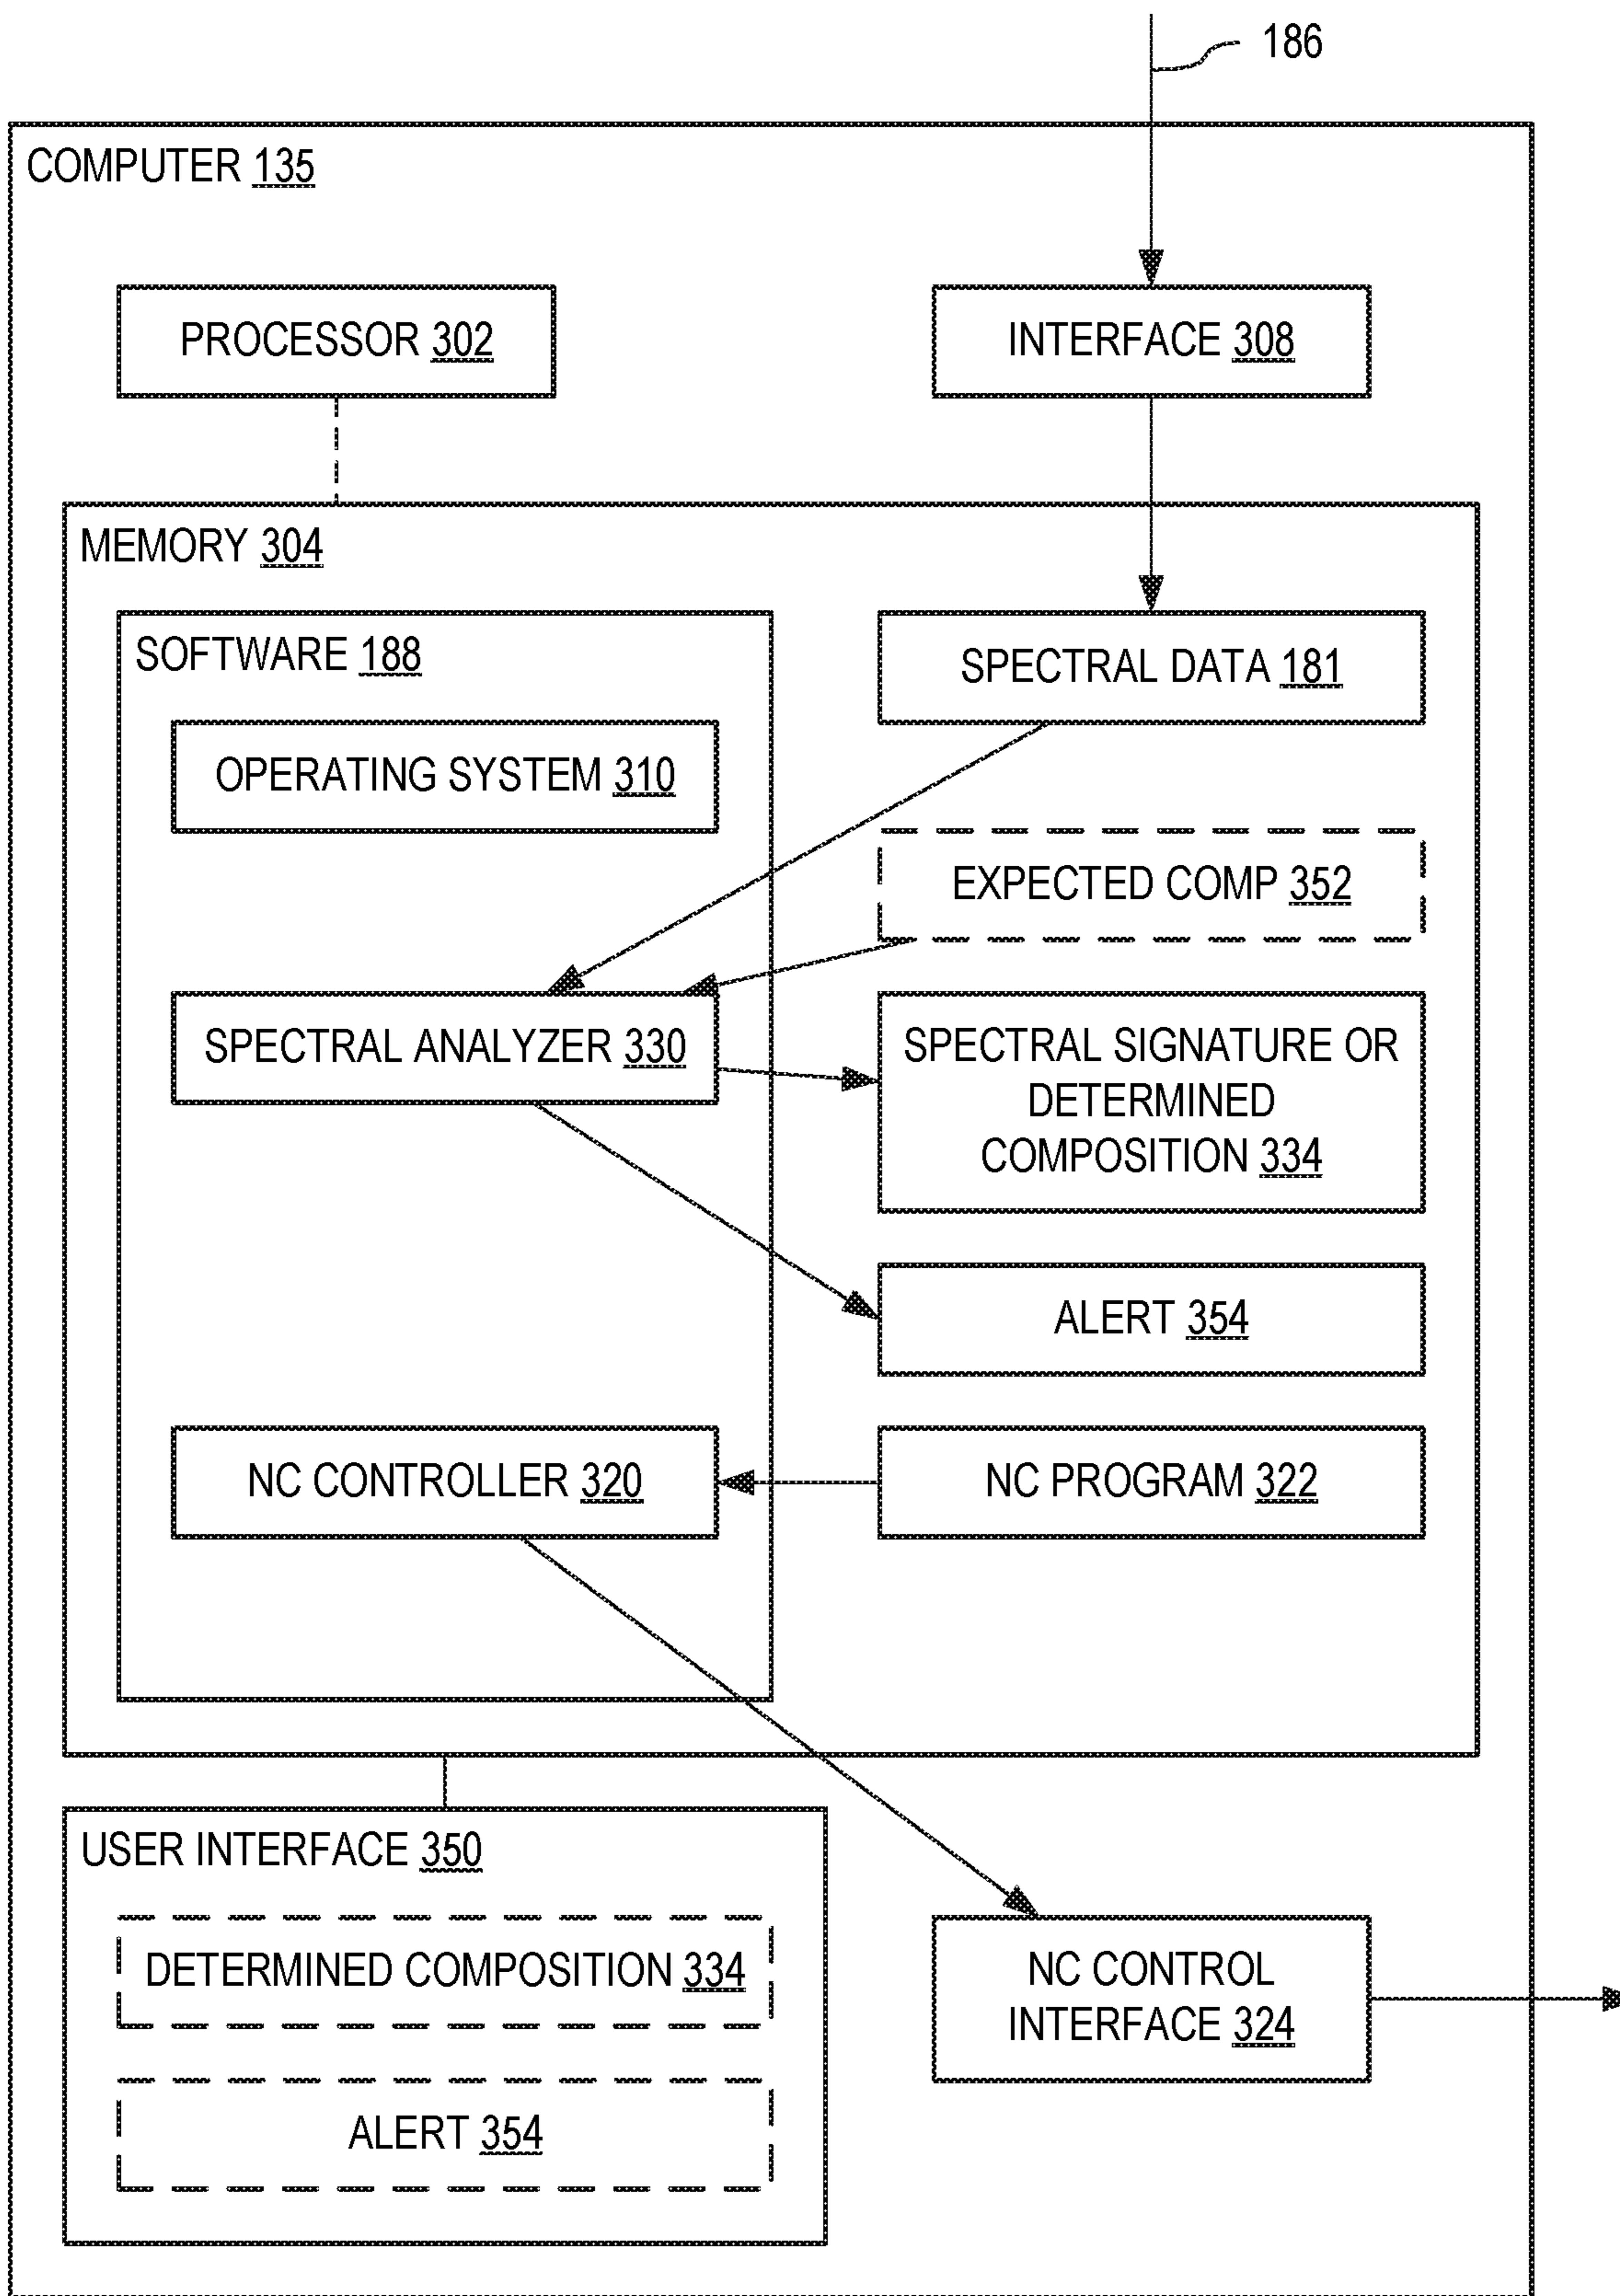 186
COMPUTER 135
PROCESSOR 302
INTERFACE 308
MEMORY 304
SOFTWARE 188
SPECTRAL DATA 181
OPERATING SYSTEM 310
EXPECTED COMP 352
SPECTRAL ANALYZER 330
SPECTRAL SIGNATURE OR
DETERMINED
COMPOSITION 334
ALERT 354
NC CONTROLLER 320
NC PROGRAM 322
USER INTERFACE 350
DETERMINED COMPOSITION 334
ALERT 354
NC CONTROL
INTERFACE 324